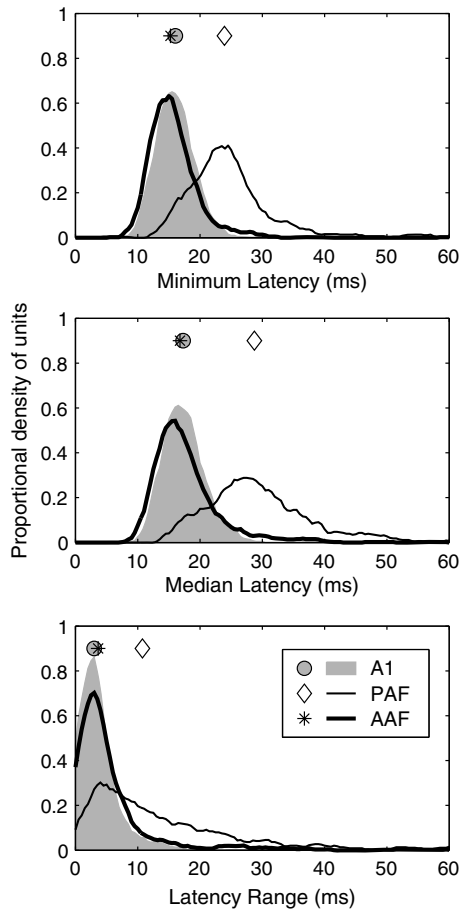 1
0.8
0.6
0.4
0.2
0
0 10 20 30 40 50 60
Minimum Latency (ms)
Proportional density of units
1
0.8
0.6
0.4
0.2
0
0 10 20 30 40 50 60
Median Latency (ms)
1
0.8
0.6
0.4
0.2
0
A1
PAF
AAF
0 10 20 30 40 50 60
Latency Range (ms)